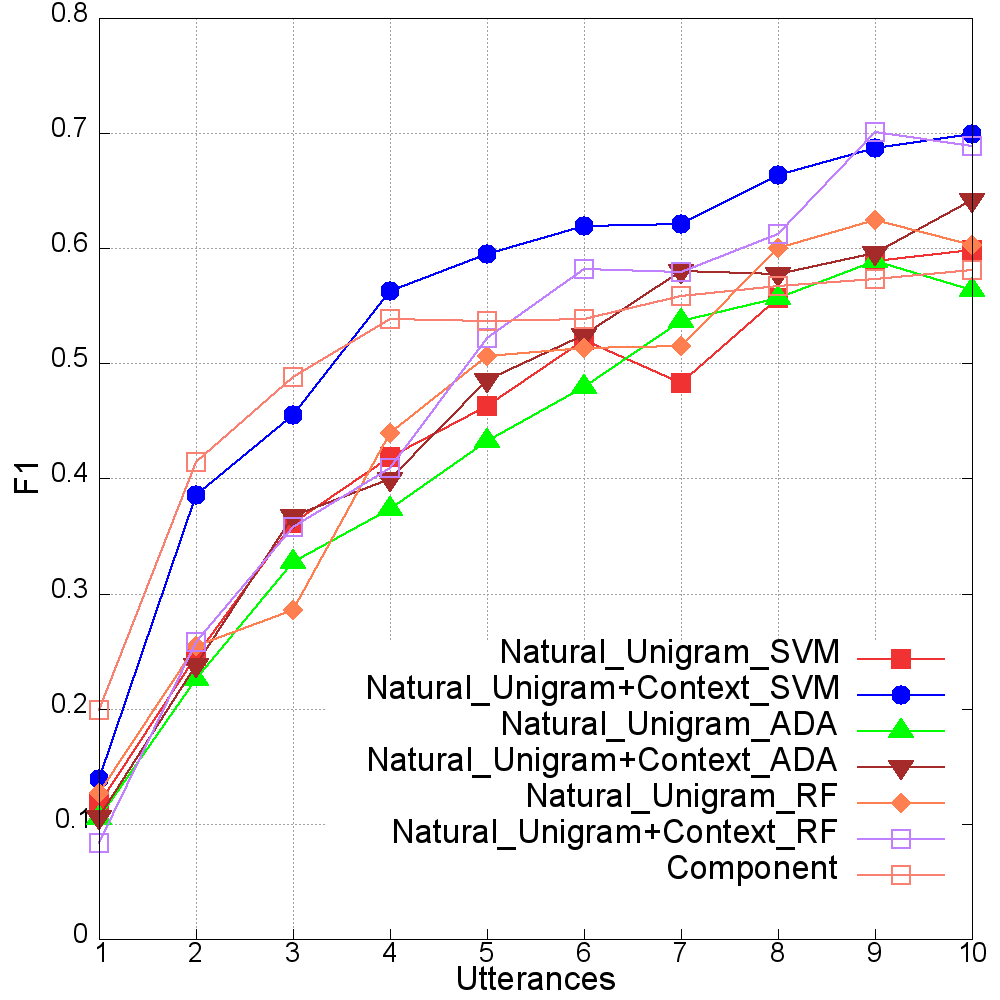 0.8
0.7
0.6
0.5
0.4
0.3
0.2
0.1
0
F1
Natural_Unigram_SVM
Natural_Unigram+Context_SVM
Natural_Unigram_ADA
Natural_Unigram+Context_ADA
Natural_Unigram_RF
Natural_Unigram+Context_RF
Component
1 2 3 4 5 6 7 8 9 10
Utterances